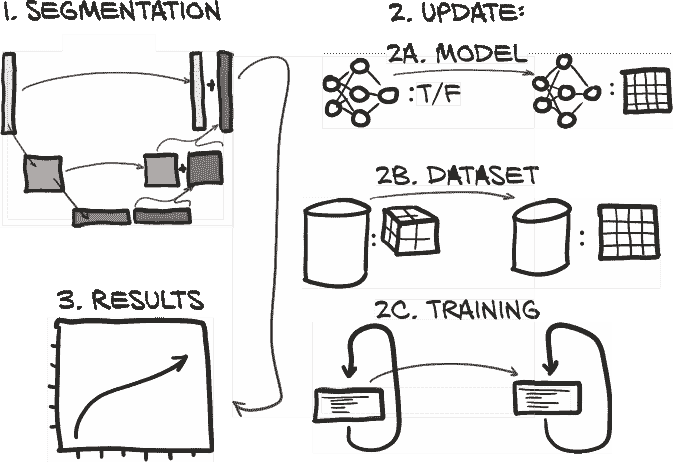 1. SEGMENTATION
2. UPDATE:
2A. MODEL
:T/F
:
2B. DATASET
:
:
3. RESULTS
2C. TRAINING